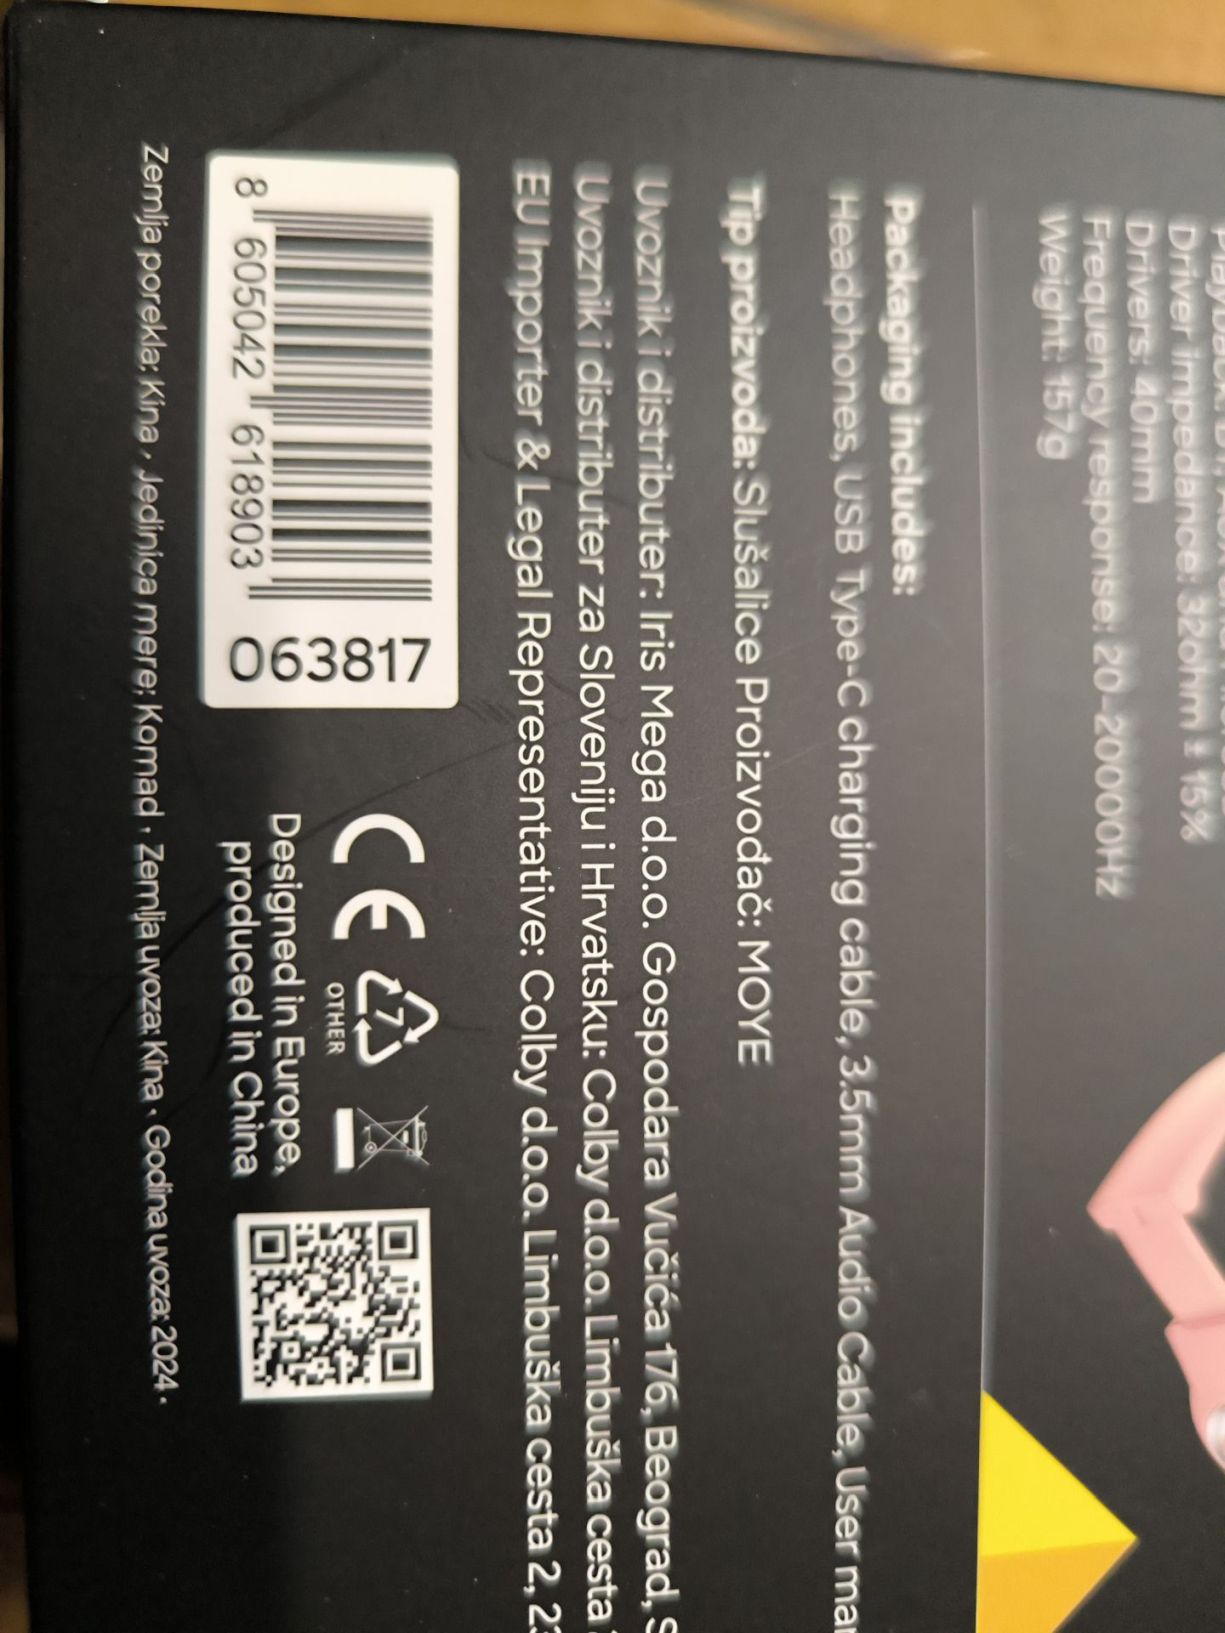 Driver impedance: 32ohm ± 15%
Drivers: 40mm
Frequency response: 20-20000Hz
Weight: 157g
Packaging includes:
Headphones, USB Type-C charging cable, 3.5mm Audio Cable, User
Tip proizvoda: Slušalice Proizvođač: MOYE
Uvoznik i distributer: Iris Mega d.o.o. Gospodara Vučića 176, Beograd,
Uvoznik i distributer za Sloveniju i Hrvatsku: Colby d.o.o. Limbuška cesta
EU Importer & Legal Representative: Colby d.o.o. Limbuška cesta 2,
8 605042 618903
063817
CE
7
OTHER
Designed in Europe,
produced in China
Zemlja porekla: Kina · Jedinica mere: Komad · Zemlja uvoza: Kina · Godina uvoza: 2024 ·